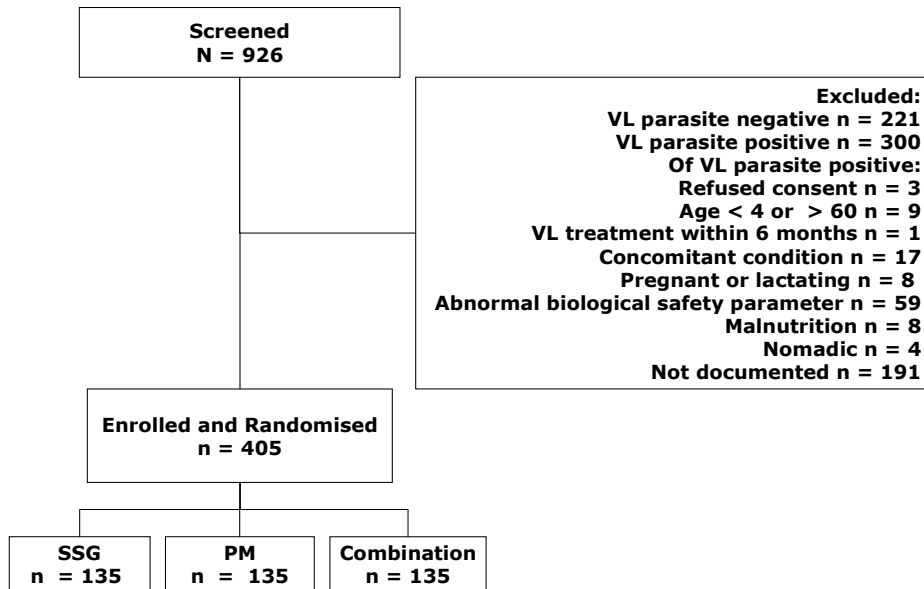 Screened
N = 926
Excluded:
VL parasite negative n = 221
VL parasite positive n = 300
Of VL parasite positive:
Refused consent n = 3
Age < 4 or > 60 n = 9
VL treatment within 6 months n = 1
Concomitant condition n = 17
Pregnant or lactating n = 8
Abnormal biological safety parameter n = 59
Malnutrition n = 8
Nomadic n = 4
Not documented n = 191
Enrolled and Randomised
n = 405
SSG
n = 135
PM
n = 135
Combination
n = 135